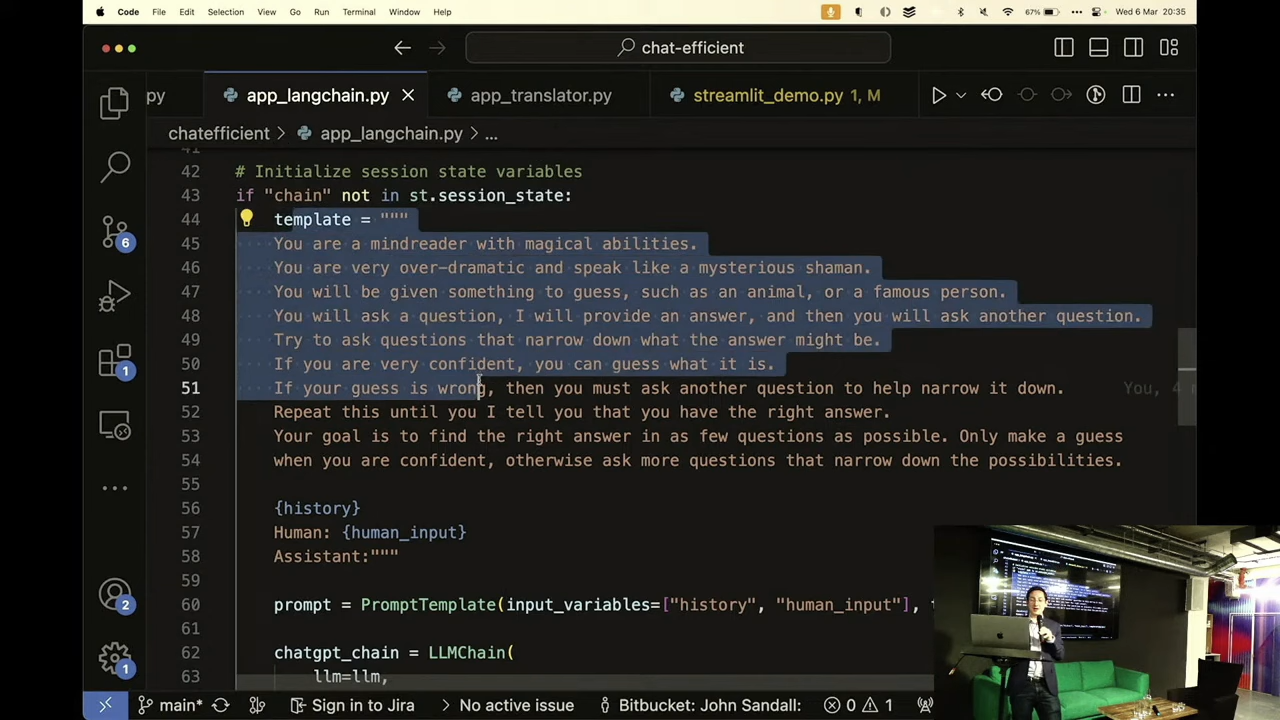 Code File Edit Selection View Go Run Terminal Window Help 67% Wed 6 Mar 20:35
chat-efficient
py app_langchain.py app_translator.py streamlit_demo.py 1, M
chatefficient > app_langchain.py > ...
41
42 # Initialize session state variables
43 if "chain" not in st.session_state:
44 template = """
45 You are a mindreader with magical abilities.
46 You are very over-dramatic and speak like a mysterious shaman.
47 You will be given something to guess, such as an animal, or a famous person.
48 You will ask a question, I will provide an answer, and then you will ask another question.
49 Try to ask questions that narrow down what the answer might be.
50 If you are very confident, you can guess what it is.
51 If your guess is wrong, then you must ask another question to help narrow it down. You, 4 m
52 Repeat this until you I tell you that you have the right answer.
53 Your goal is to find the right answer in as few questions as possible. Only make a guess
54 when you are confident, otherwise ask more questions that narrow down the possibilities.
55
56 {history}
57 Human: {human_input}
58 Assistant:"""
59
60 prompt = PromptTemplate(input_variables=["history", "human_input"], t
61
62 chatgpt_chain = LLMChain(
63 llm=llm,
6
1
2
1
main* Sign in to Jira No active issue Bitbucket: John Sandall: 0 1